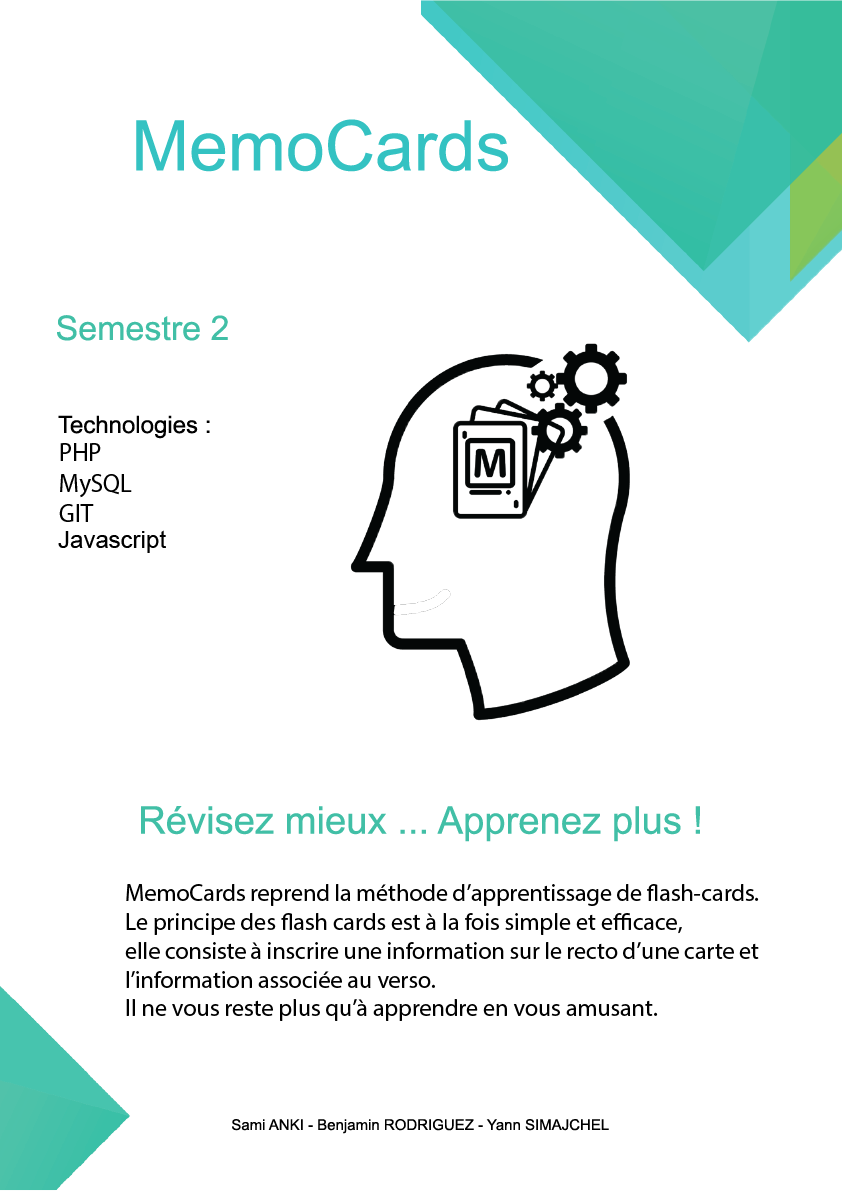 MemoCards
Semestre 2
Technologies :
PHP
MySQL
GIT
Javascript
M
Révisez mieux ... Apprenez plus !
MemoCards reprend la méthode d’apprentissage de flash-cards.
Le principe des flash cards est à la fois simple et efficace,
elle consiste à inscrire une information sur le recto d’une carte et
l’information associée au verso.
Il ne vous reste plus qu’à apprendre en vous amusant.
Sami ANKI - Benjamin RODRIGUEZ - Yann SIMAJCHEL